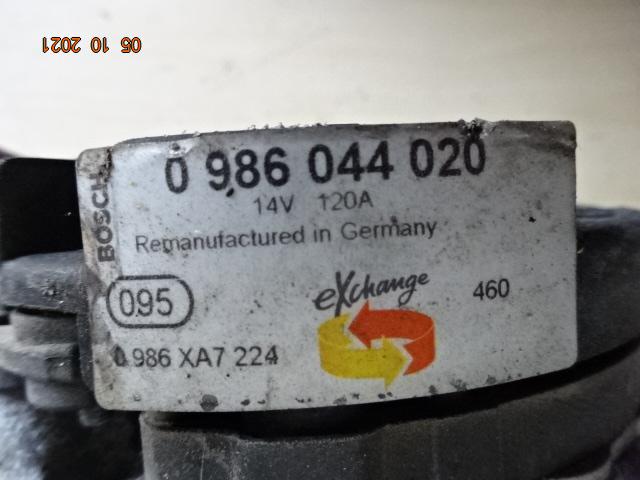 05 10 2021
BOSCH
0 986 044 020
14V 120A
Remanufactured in Germany
095
eXchange
460
0 986 XA7 224